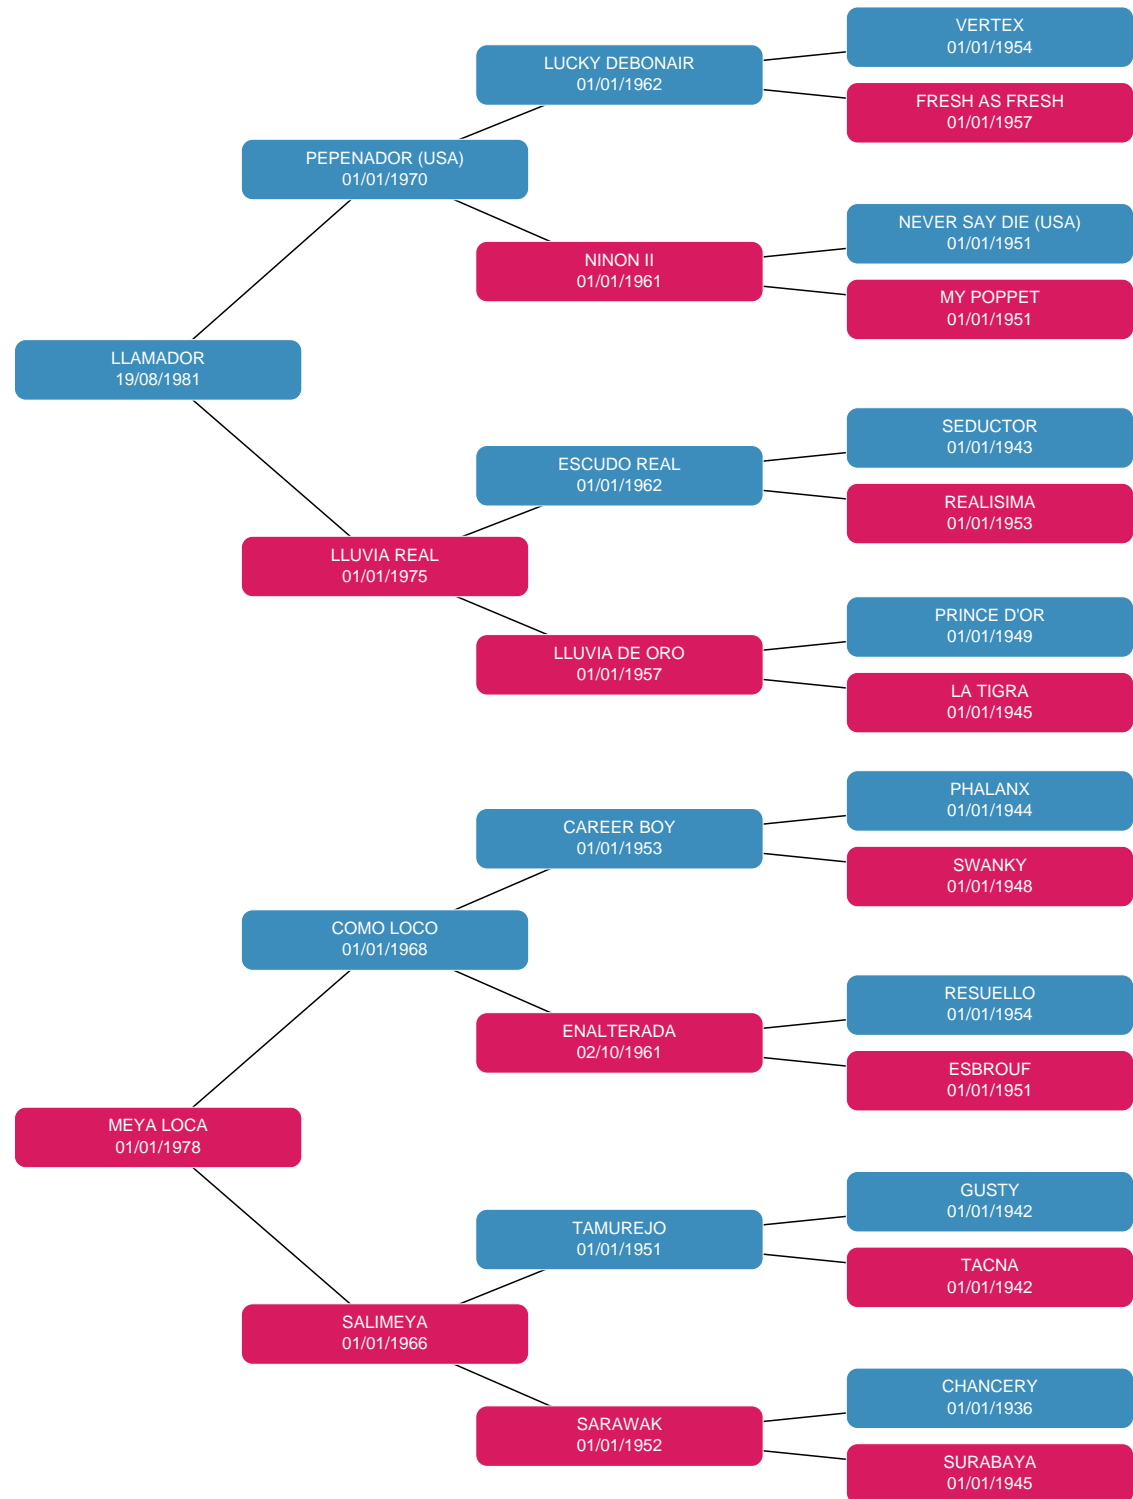 VERTEX
01/01/1954
LUCKY DEBONAIR
01/01/1962
FRESH AS FRESH
01/01/1957
PEPENADOR (USA)
01/01/1970
NEVER SAY DIE (USA)
01/01/1951
NINON II
01/01/1961
MY POPPET
01/01/1951
LLAMADOR
19/08/1981
SEDUCTOR
01/01/1943
ESCUDO REAL
01/01/1962
REALISIMA
01/01/1953
LLUVIA REAL
01/01/1975
PRINCE D'OR
01/01/1949
LLUVIA DE ORO
01/01/1957
LA TIGRA
01/01/1945
PHALANX
01/01/1944
CAREER BOY
01/01/1953
SWANKY
01/01/1948
COMO LOCO
01/01/1968
RESUELLO
01/01/1954
ENALTERADA
02/10/1961
ESBROUF
01/01/1951
MEYA LOCA
01/01/1978
GUSTY
01/01/1942
TAMUREJO
01/01/1951
TACNA
01/01/1942
SALIMEYA
01/01/1966
CHANCERY
01/01/1936
SARAWAK
01/01/1952
SURABAYA
01/01/1945